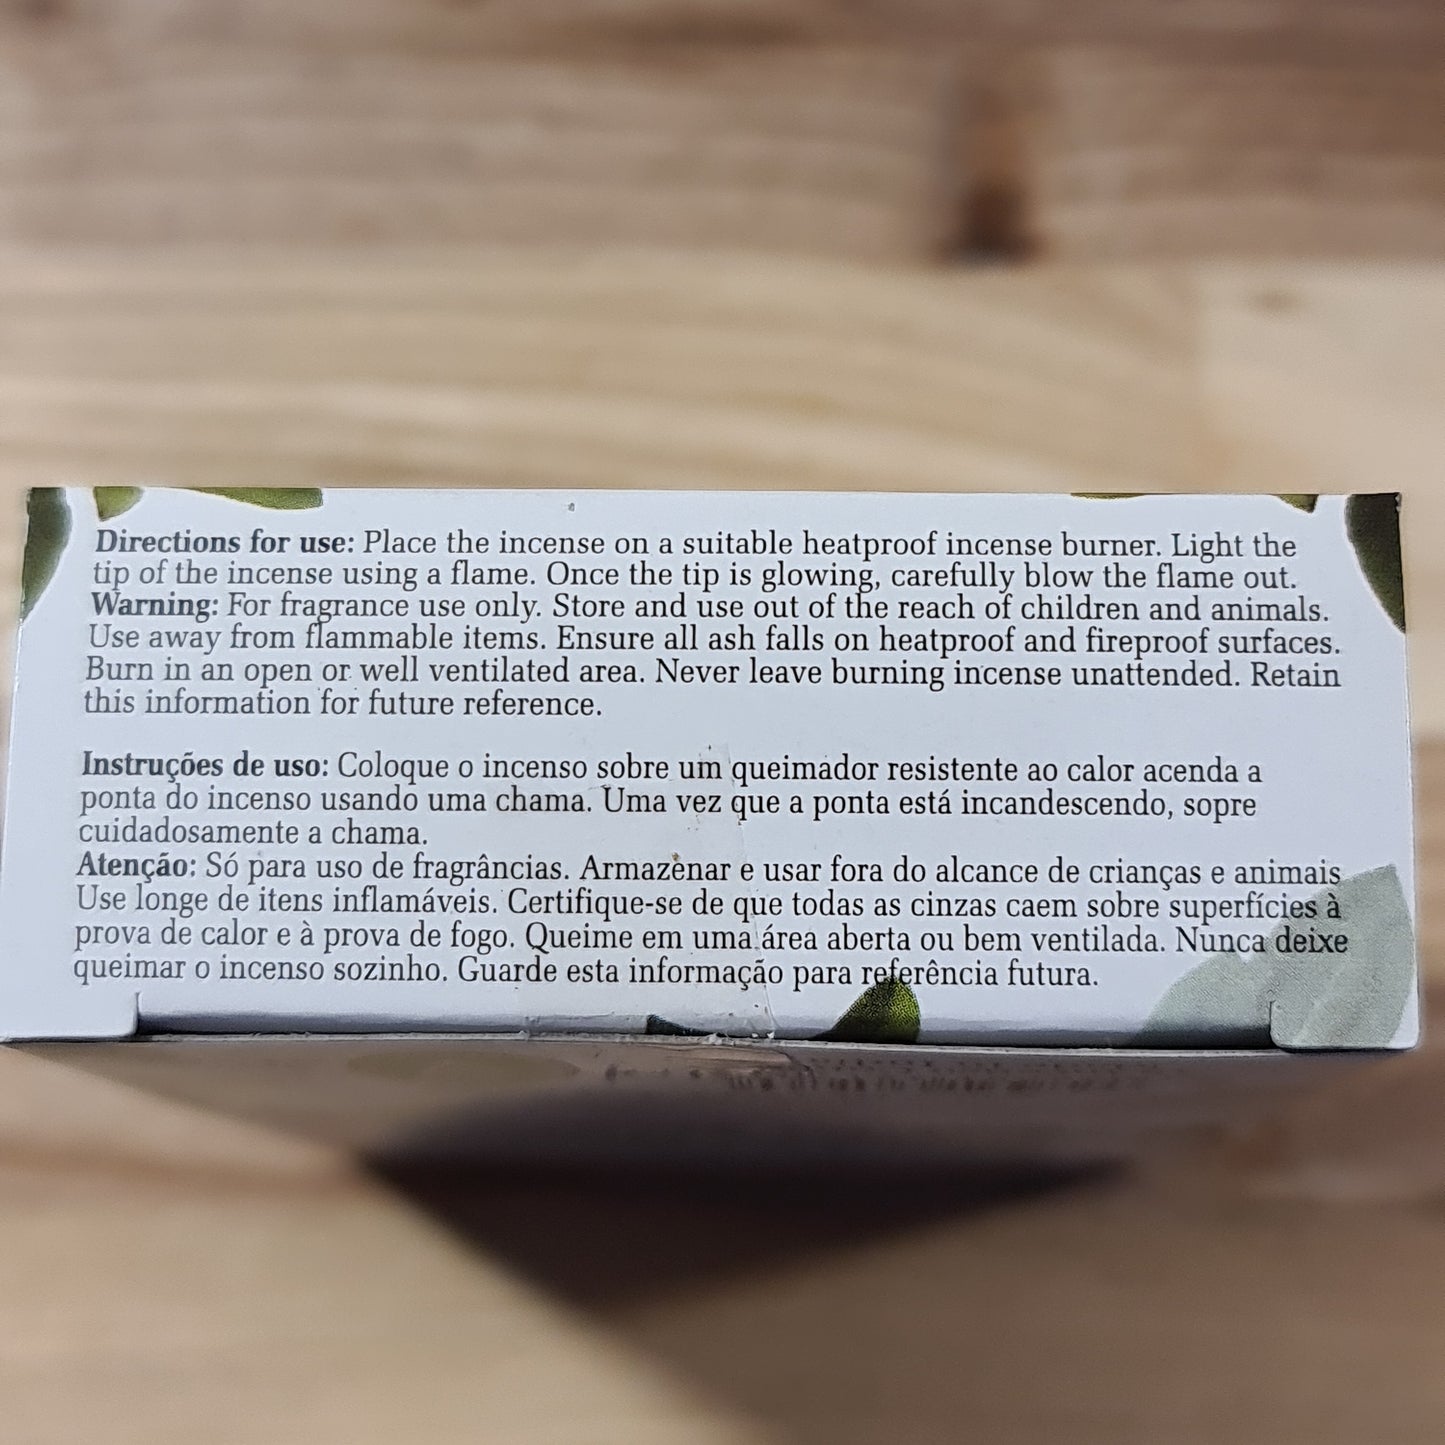 Directions for use: Place the incense on a suitable heatproof incense burner. Light the
tip of the incense using a flame. Once the tip is glowing, carefully blow the flame out.
Warning: For fragrance use only. Store and use out of the reach of children and animals.
Use away from flammable items. Ensure all ash falls on heatproof and fireproof surfaces.
Burn in an open or well ventilated area. Never leave burning incense unattended. Retain
this information for future reference.
Instruções de uso: Coloque o incenso sobre um queimador resistente ao calor acenda a
ponta do incenso usando uma chama. Uma vez que a ponta está incandescendo, sopre
cuidadosamente a chama.
Atenção: Só para uso de fragrâncias. Armazenar e usar fora do alcance de crianças e animais
Use longe de itens inflamáveis. Certifique-se de que todas as cinzas caem sobre superfícies à
prova de calor e à prova de fogo. Queime em uma área aberta ou bem ventilada. Nunca deixe
queimar o incenso sozinho. Guarde esta informação para referência futura.